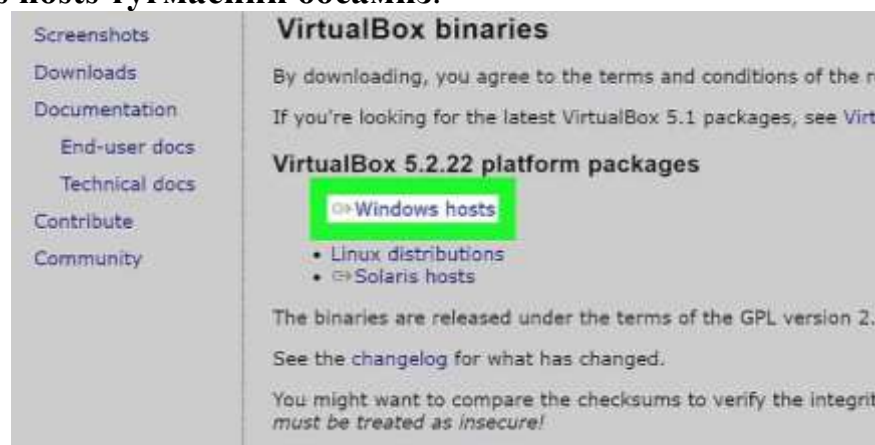 hosts тугмасини босамиз.
Screenshots
Downloads
Documentation
End-user docs
Technical docs
Contribute
Community
VirtualBox binaries
By downloading, you agree to the terms and conditions of the
If you're looking for the latest VirtualBox 5.1 packages, see
VirtualBox 5.2.22 platform packages
Windows hosts
• Linux distributions
• Solaris hosts
The binaries are released under the terms of the GPL version 2.
See the changelog for what has changed.
You might want to compare the checksums to verify the
must be treated as insecure!